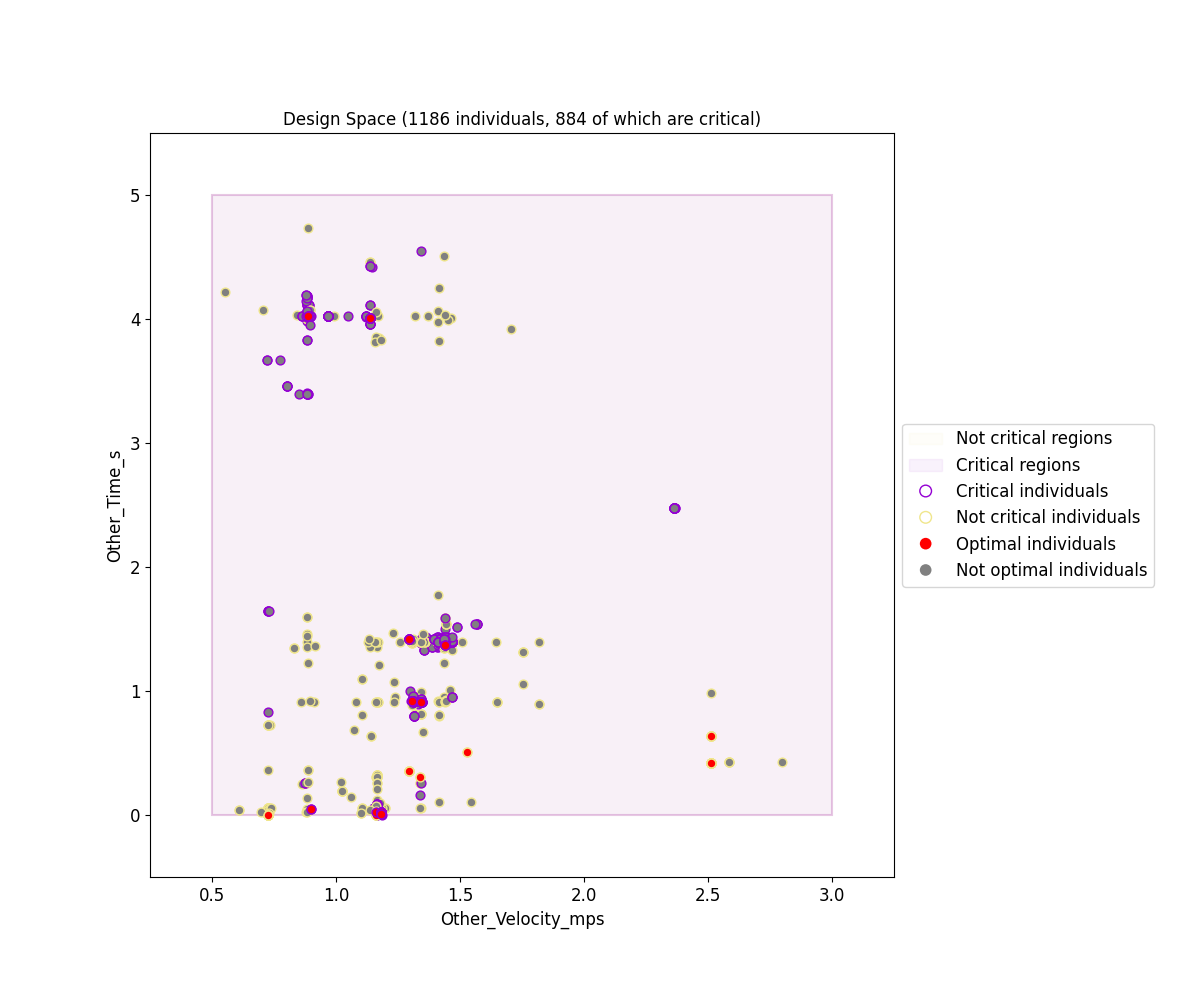 Design Space (1186 individuals, 884 of which are critical)
5
4
3
2
1
0
Other_Time_s
0.5 1.0 1.5 2.0 2.5 3.0
Other_Velocity_mps
Not critical regions
Critical regions
Critical individuals
Not critical individuals
Optimal individuals
Not optimal individuals